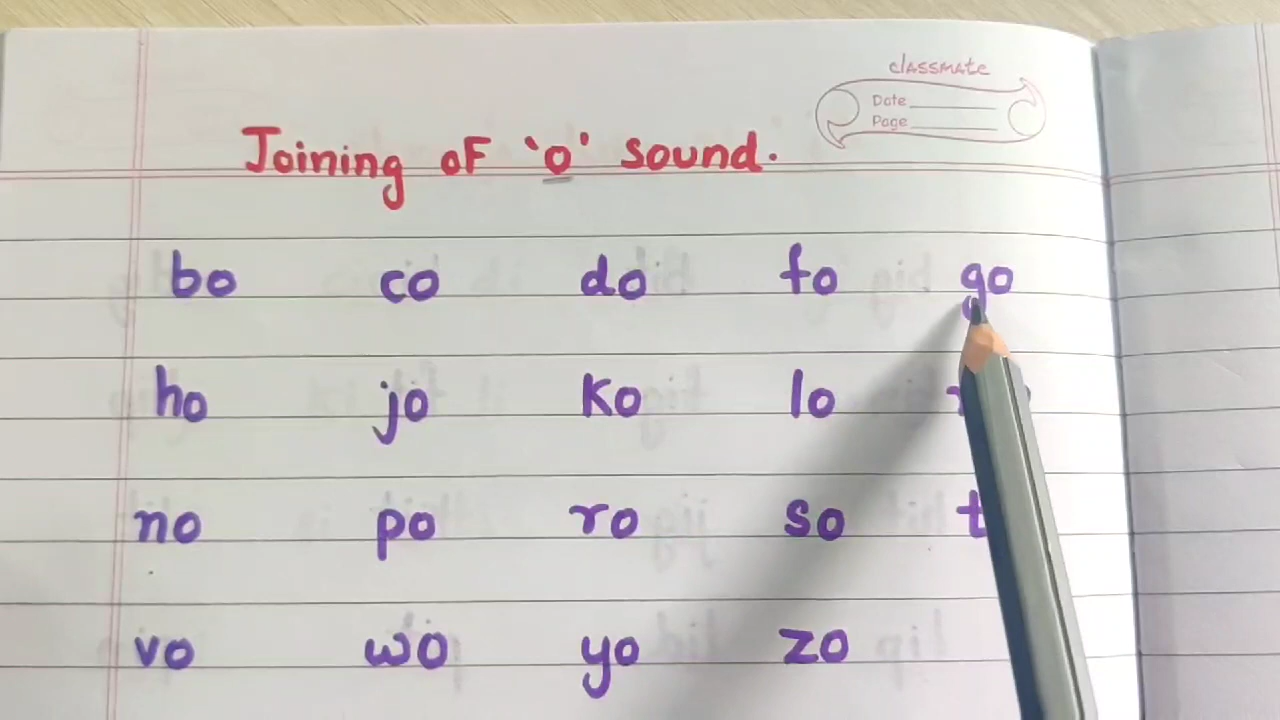 classmate
Date
Page
Joining of 'o' sound.
bo co do fo go
ho jo ko lo
no po ro so
vo wo yo zo